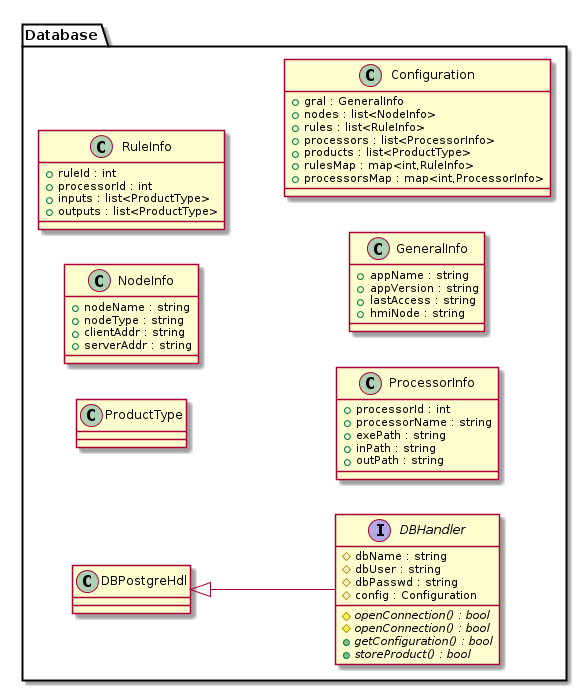 Database
C Configuration
gral : GeneralInfo
nodes : list<NodeInfo>
rules : list<RuleInfo>
processors : list<ProcessorInfo>
products : list<ProductType>
rulesMap : map<int,RuleInfo>
processorsMap : map<int,ProcessorInfo>
C RuleInfo
ruleId : int
processorId : int
inputs : list<ProductType>
outputs : list<ProductType>
C GeneralInfo
appName : string
appVersion : string
lastAccess : string
hmiNode : string
C NodeInfo
nodeName : string
nodeType : string
clientAddr : string
serverAddr : string
C ProcessorInfo
processorId : int
processorName : string
exePath : string
inPath : string
outPath : string
C ProductType
I DBHandler
dbName : string
dbUser : string
dbPasswd : string
config : Configuration
openConnection() : bool
openConnection() : bool
getConfiguration() : bool
storeProduct() : bool
C DBPostgreHdl